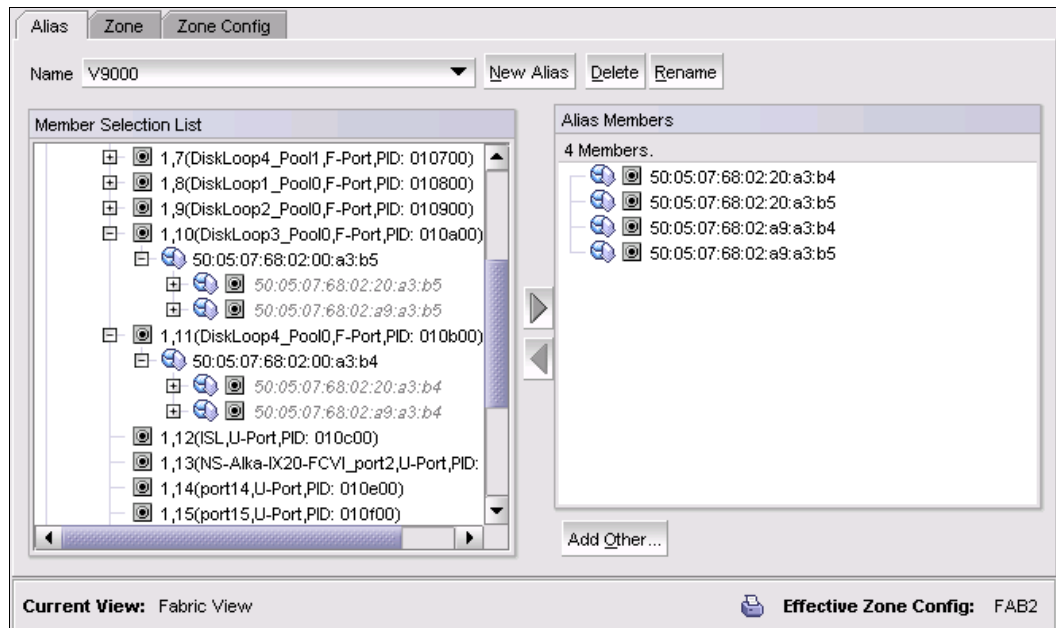 Alias Zone Zone Config
Name V9000 New Alias Delete Rename
Member Selection List
1,7(DiskLoop4_Pool1,F-Port,PID: 010700)
1,8(DiskLoop1_Pool0,F-Port,PID: 010800)
1,9(DiskLoop2_Pool0,F-Port,PID: 010900)
1,10(DiskLoop3_Pool0,F-Port,PID: 010a00)
50:05:07:68:02:00:a3:b5
50:05:07:68:02:20:a3:b5
50:05:07:68:02:a9:a3:b5
1,11(DiskLoop4_Pool0,F-Port,PID: 010b00)
50:05:07:68:02:00:a3:b4
50:05:07:68:02:20:a3:b4
50:05:07:68:02:a9:a3:b4
1,12(ISL,U-Port,PID: 010c00)
1,13(NS-Alka-IX20-FCVI_port2,U-Port,PID:
1,14(port14,U-Port,PID: 010e00)
1,15(port15,U-Port,PID: 010f00)
Alias Members
4 Members.
50:05:07:68:02:20:a3:b4
50:05:07:68:02:20:a3:b5
50:05:07:68:02:a9:a3:b4
50:05:07:68:02:a9:a3:b5
Add Other...
Current View: Fabric View Effective Zone Config: FAB2